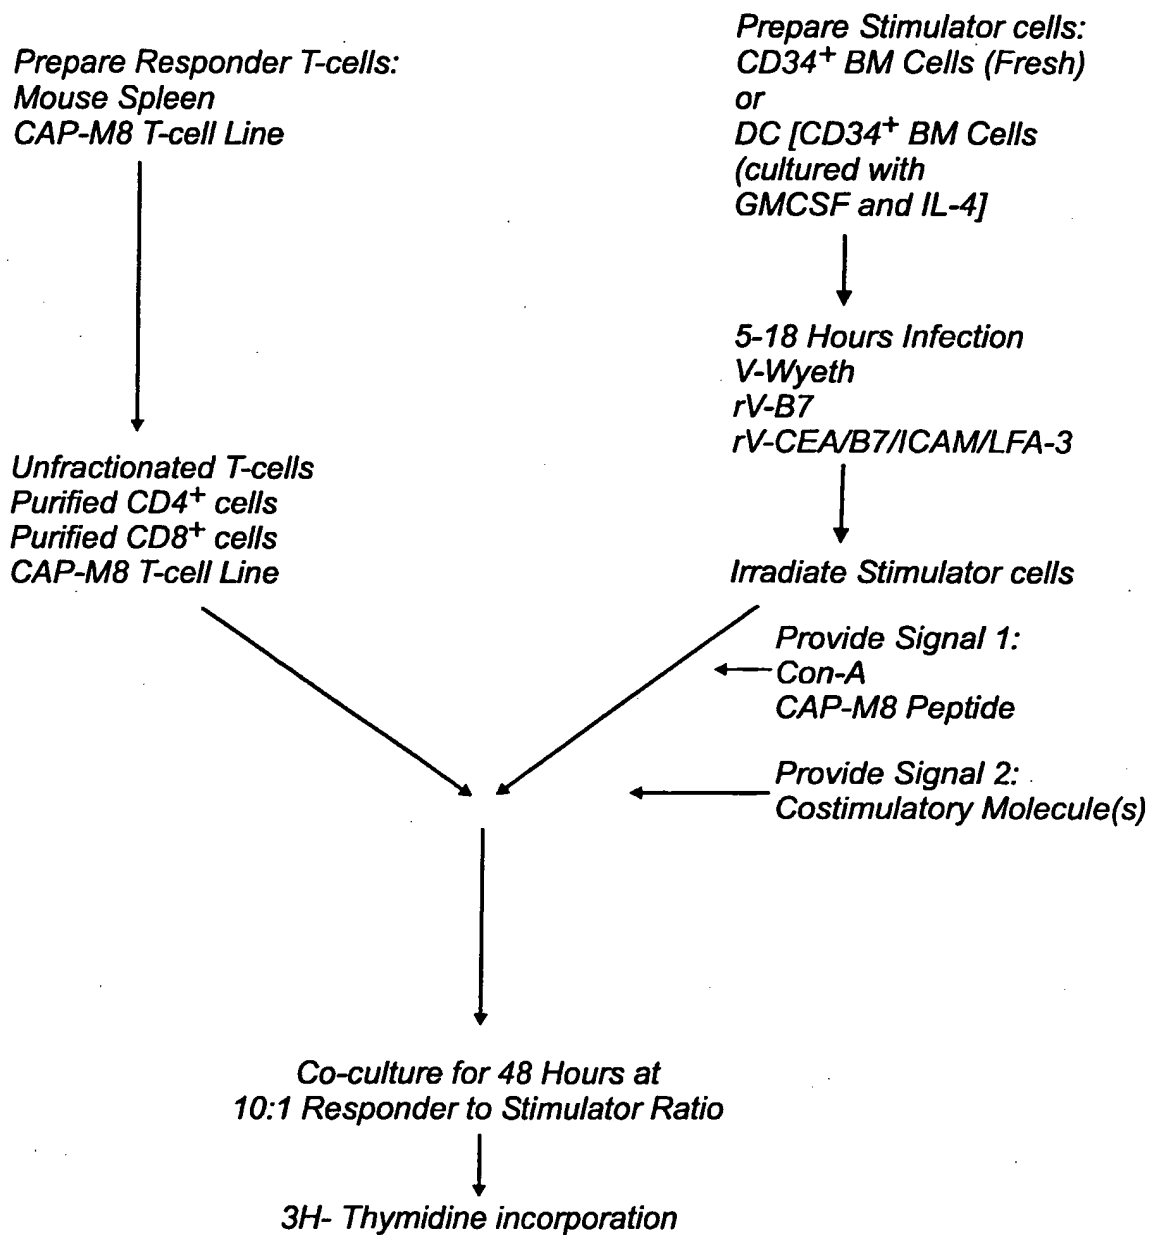 Prepare Responder T-cells:
Mouse Spleen
CAP-M8 T-cell Line
Prepare Stimulator cells:
CD34+ BM Cells (Fresh)
or
DC [CD34+ BM Cells
(cultured with
GMCSF and IL-4]
5-18 Hours Infection
V-Wyeth
rV-B7
rV-CEA/B7/ICAM/LFA-3
Unfractionated T-cells
Purified CD4+ cells
Purified CD8+ cells
CAP-M8 T-cell Line
Irradiate Stimulator cells
Provide Signal 1:
Con-A
CAP-M8 Peptide
Provide Signal 2:
Costimulatory Molecule(s)
Co-culture for 48 Hours at
10:1 Responder to Stimulator Ratio
3H- Thymidine incorporation